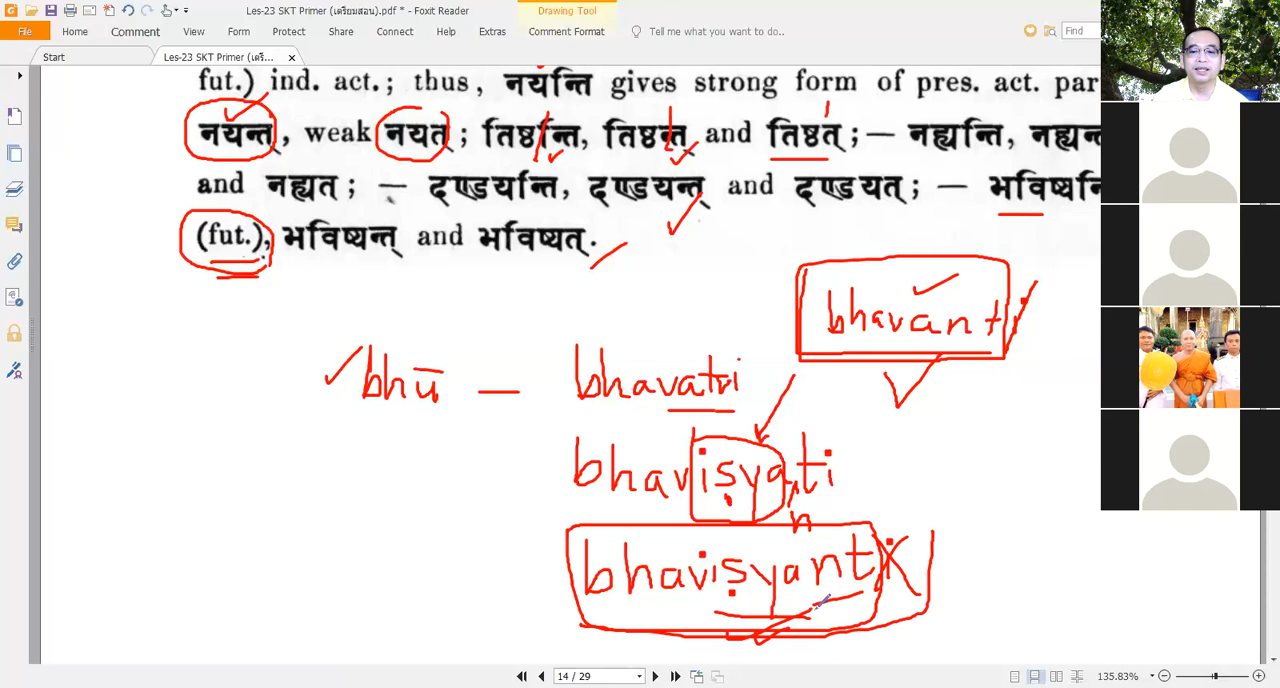 Les-23 SKT Primer (เตรียมสอน).pdf * - Foxit Reader
Drawing Tool
File Home Comment View Form Protect Share Connect Help Extras Comment Format Tell me what you want to do.. Find
Start Les-23 SKT Primer (เตรี...
fut.) ind. act.; thus, नयन्ति gives strong form of pres. act. par
नयन्त्, weak नयत्; तिष्ठन्ति, तिष्ठन्त् and तिष्ठत्; — नह्यन्ति, नह्यन्त
and नह्यत्; — दण्डयन्ति, दण्डयन्त् and दण्डयत्; — भविष्यन्ति
(fut.), भविष्यन्त् and भविष्यत्.
bhavanti
bhū — bhavati
bhaviṣyati
n
bhaviṣyanti
14 / 29
135.83%